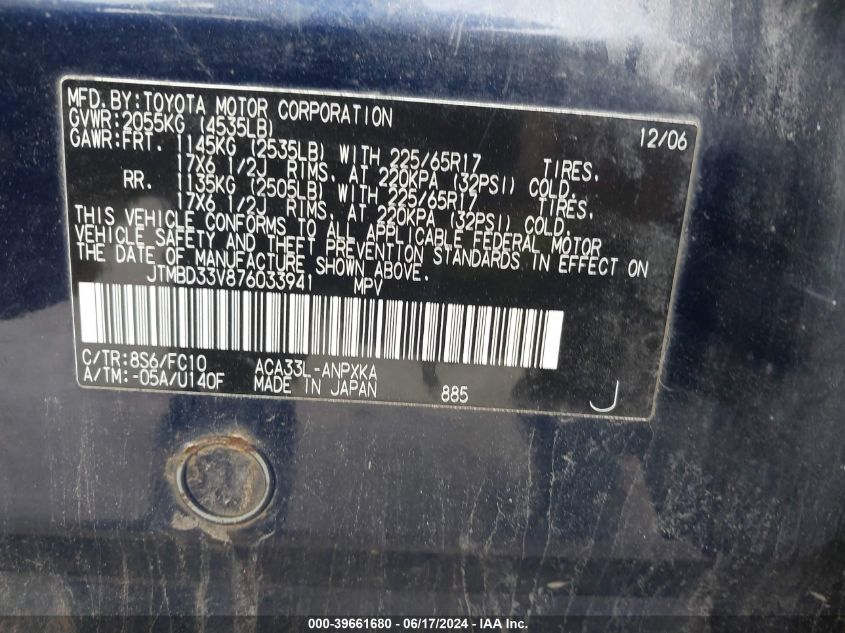 MFD. BY: TOYOTA MOTOR CORPORATION 12/06
GVWR: 2055KG (4535LB)
GAWR: FRT. 1145KG (2535LB) WITH 225/65R17 TIRES,
17X6 1/2J RIMS, AT 220KPA (32PSI) COLD.
RR. 1135KG (2505LB) WITH 225/65R17 TIRES,
17X6 1/2J RIMS, AT 220KPA (32PSI) COLD.
THIS VEHICLE CONFORMS TO ALL APPLICABLE FEDERAL MOTOR
VEHICLE SAFETY AND THEFT PREVENTION STANDARDS IN EFFECT ON
THE DATE OF MANUFACTURE SHOWN ABOVE.
JTMBD33V876033941 MPV
C/TR: 8S6/FC10 ACA33L-ANPXKA
A/TM: -05A/U140F MADE IN JAPAN 885 J
000-39661680 - 06/17/2024 - IAA Inc.